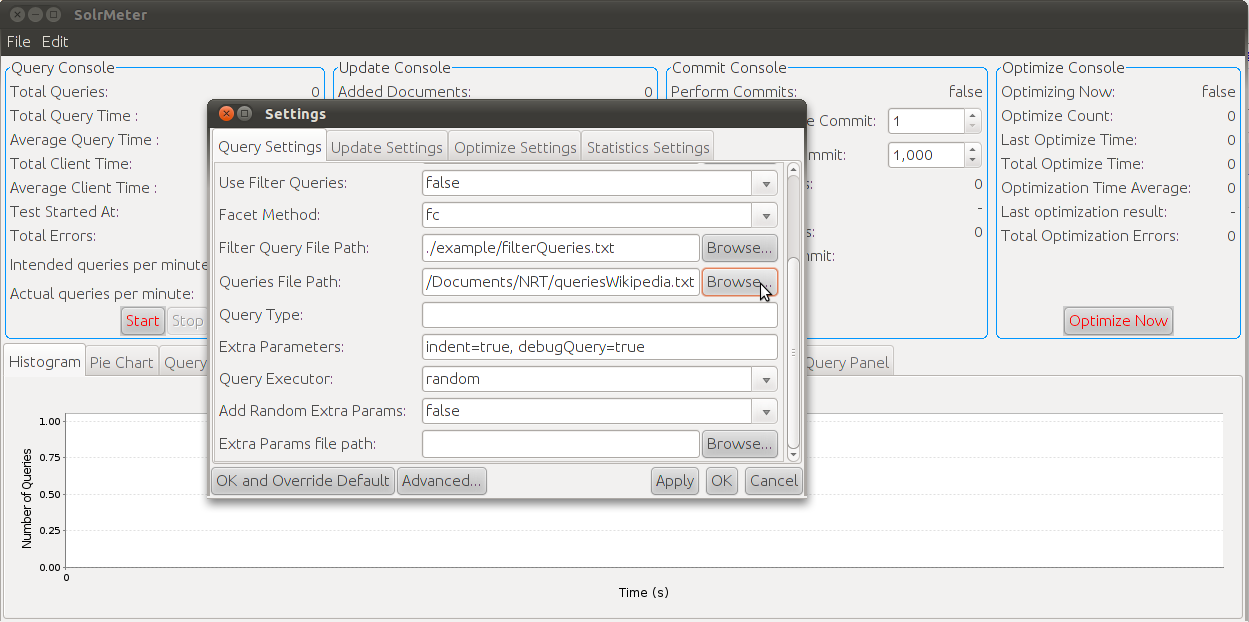 SolrMeter
File Edit
Query Console
Total Queries: 0
Total Query Time :
Average Query Time :
Total Client Time:
Average Client Time :
Test Started At:
Total Errors:
Intended queries per minute
Actual queries per minute:
Start Stop
Update Console
Added Documents: 0
Commit Console
Perform Commits: false
e Commit: 1
mmit: 1,000
s: 0
-
s: 0
mit:
Optimize Console
Optimizing Now: false
Optimize Count: 0
Last Optimize Time: 0
Total Optimize Time: 0
Optimization Time Average: 0
Last optimization result: -
Total Optimization Errors: 0
Optimize Now
Settings
Query Settings Update Settings Optimize Settings Statistics Settings
Use Filter Queries: false
Facet Method: fc
Filter Query File Path: ./example/filterQueries.txt Browse...
Queries File Path: /Documents/NRT/queriesWikipedia.txt Browse...
Query Type:
Extra Parameters: indent=true, debugQuery=true
Query Executor: random
Add Random Extra Params: false
Extra Params file path: Browse...
OK and Override Default Advanced... Apply OK Cancel
Histogram Pie Chart Query Query Panel
Number of Queries
1.00
0.75
0.50
0.25
0.00
0
Time (s)